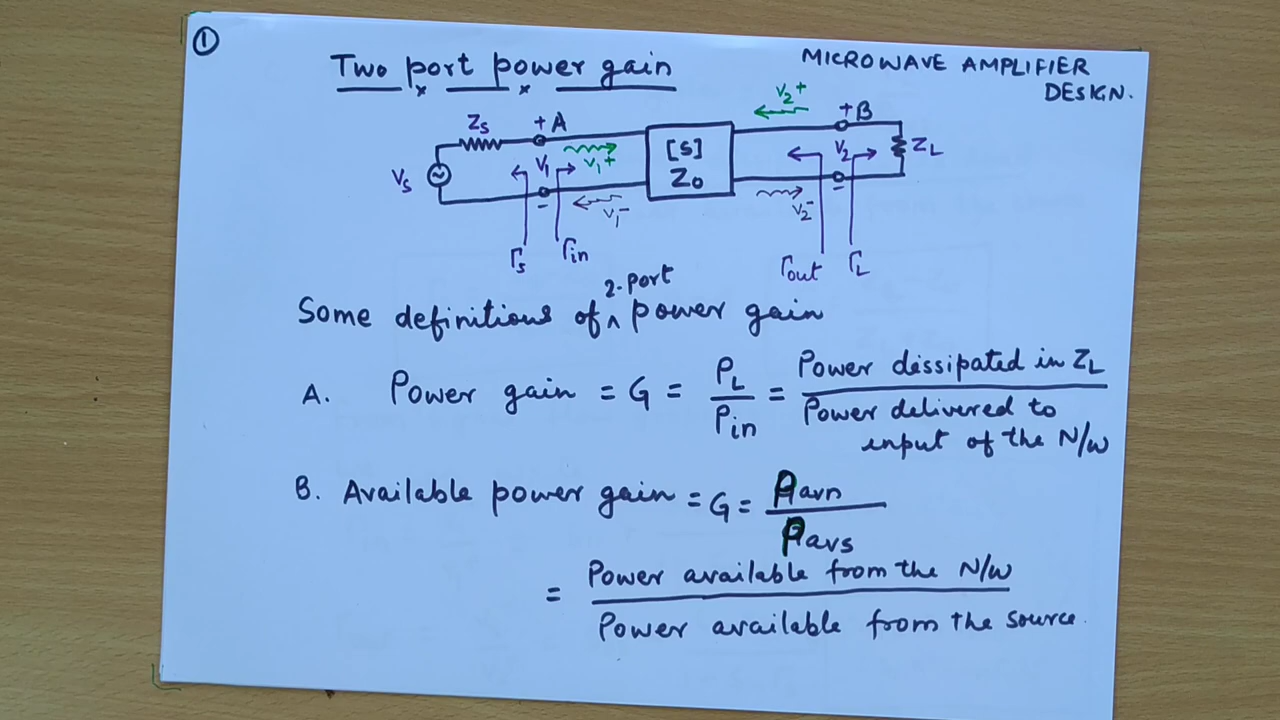 ①
Two port power gain
MICROWAVE AMPLIFIER
DESIGN.
Zs + A V2+ + B
Vs V1 V1+ [S] V2 ZL
Z0
- V1- V2- -
Γs Γin Γout ΓL
2-port
Some definitions of ∧ power gain
A. Power gain = G = PL / Pin = Power dissipated in ZL / Power delivered to
input of the N/W
B. Available power gain = G = Pavn / Pavs
= Power available from the N/W / Power available from the source.